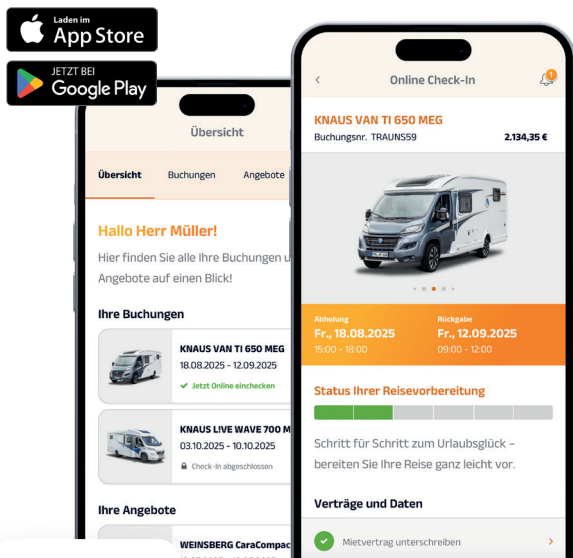 Laden im
App Store
JETZT BEI
Google Play
Übersicht
Übersicht Buchungen Angebote
Hallo Herr Müller!
Hier finden Sie alle Ihre Buchungen
Angebote auf einen Blick!
Ihre Buchungen
KNAUS VAN TI 650 MEG
18.08.2025 - 12.09.2025
Jetzt Online einchecken
KNAUS L!VE WAVE 700 M
03.10.2025 - 10.10.2025
Check-In abgeschlossen
Ihre Angebote
WEINSBERG CaraCompac
Online Check-In
1
KNAUS VAN TI 650 MEG
Buchungsnr. TRAUNS59 2.134,35 €
Abholung Rückgabe
Fr., 18.08.2025 Fr., 12.09.2025
15:00 - 18:00 09:00 - 12:00
Status Ihrer Reisevorbereitung
Schritt für Schritt zum Urlaubsglück –
bereiten Sie Ihre Reise ganz leicht vor.
Verträge und Daten
Mietvertrag unterschreiben